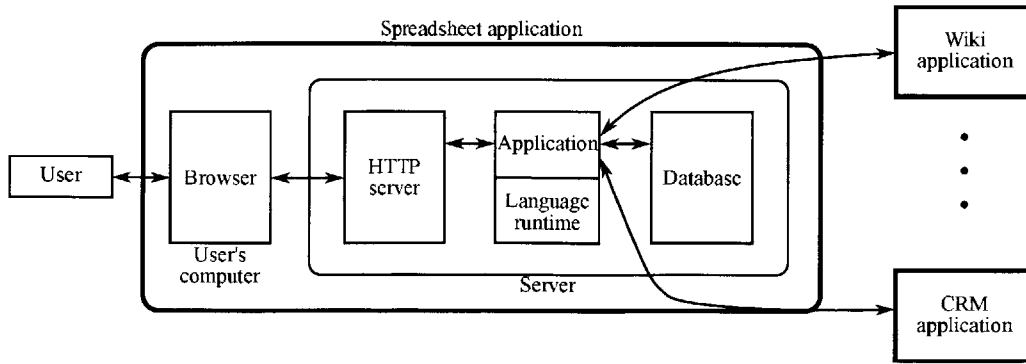 Spreadsheet application
Wiki
application
User
Browser
HTTP
server
Application
Language
runtime
Database
User's
computer
Server
CRM
application